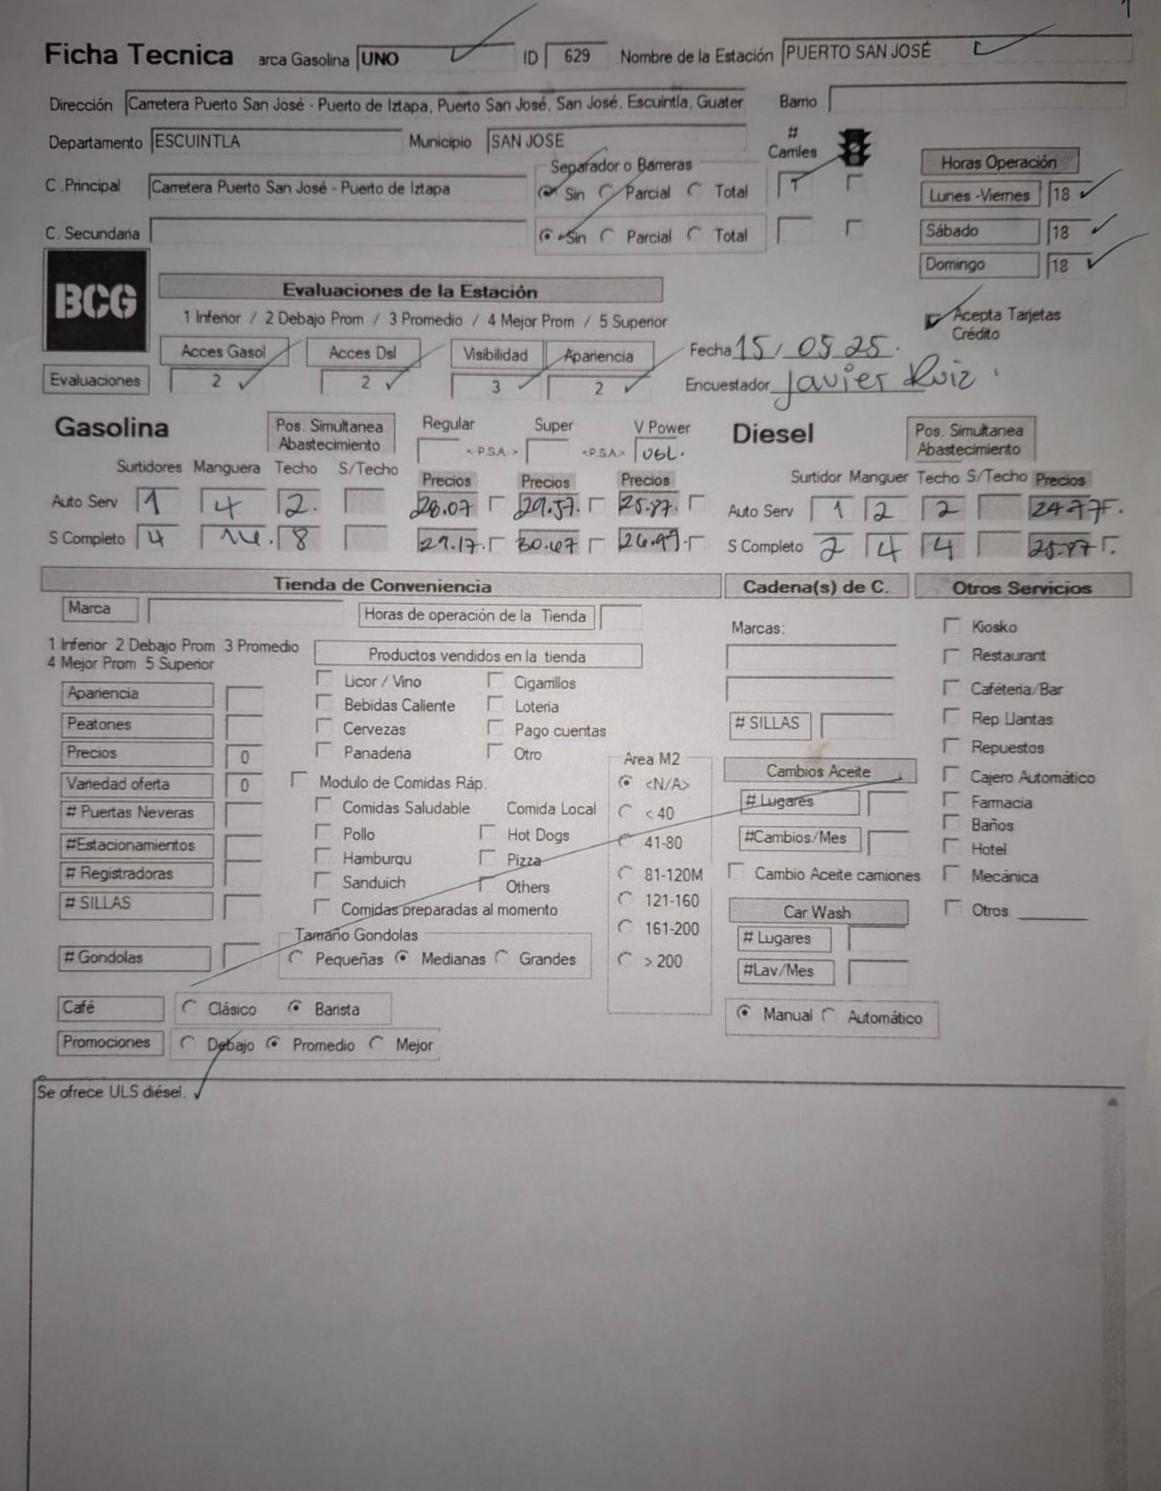 Ficha Tecnica arca Gasolina UNO ID 629 Nombre de la Estación PUERTO SAN JOSÉ
Dirección Carretera Puerto San José - Puerto de Iztapa, Puerto San José, San José, Escuintla, Guater Barrio
Departamento ESCUINTLA Municipio SAN JOSE # Carriles
Separador o Barreras Horas Operación
C .Principal Carretera Puerto San José - Puerto de Iztapa Sin Parcial Total 1 Lunes -Viernes 18
C. Secundaria Sin Parcial Total Sábado 18
Domingo 18
BCG Evaluaciones de la Estación
1 Inferior / 2 Debajo Prom / 3 Promedio / 4 Mejor Prom / 5 Superior Acepta Tarjetas Crédito
Acces Gasol Acces Dsl Visibilidad Apariencia Fecha 15/05 25.
Evaluaciones 2 2 3 2 Encuestador Javier Ruiz
Gasolina Pos. Simultanea Abastecimiento Regular Super V Power Diesel Pos. Simultanea Abastecimiento
<P.S.A.> <P.S.A>
Surtidores Manguera Techo S/Techo Precios Precios Precios Surtidor Manguer Techo S/Techo Precios
Auto Serv 1 4 2. 28.07 29.57. 25.87. Auto Serv 1 2 2 24.77.
S Completo 4 14. 8 29.17. 30.67 26.99. S Completo 2 4 4 25.87
Tienda de Conveniencia Cadena(s) de C. Otros Servicios
Marca Horas de operación de la Tienda Marcas: Kiosko
1 Inferior 2 Debajo Prom 3 Promedio
4 Mejor Prom 5 Superior Productos vendidos en la tienda Restaurant
Apariencia Licor / Vino Cigarrillos Cafétena/Bar
Peatones Bebidas Caliente Loteria # SILLAS Rep Llantas
Precios 0 Cervezas Pago cuentas Repuestos
Panaderia Otro Area M2
Variedad oferta 0 Modulo de Comidas Ráp. <N/A> Cambios Aceite Cajero Automático
# Puertas Neveras Comidas Saludable Comida Local < 40 # Lugares Farmacia
#Estacionamientos Pollo Hot Dogs 41-80 #Cambios/Mes Baños
Hamburqu Pizza Hotel
# Registradoras Sanduich Others 81-120M Cambio Aceite camiones Mecánica
# SILLAS Comidas preparadas al momento 121-160 Car Wash Otros
Tamaño Gondolas 161-200 # Lugares
# Gondolas Pequeñas Medianas Grandes > 200 #Lav/Mes
Café Clásico Barista Manual Automático
Promociones Debajo Promedio Mejor
Se ofrece ULS diésel.